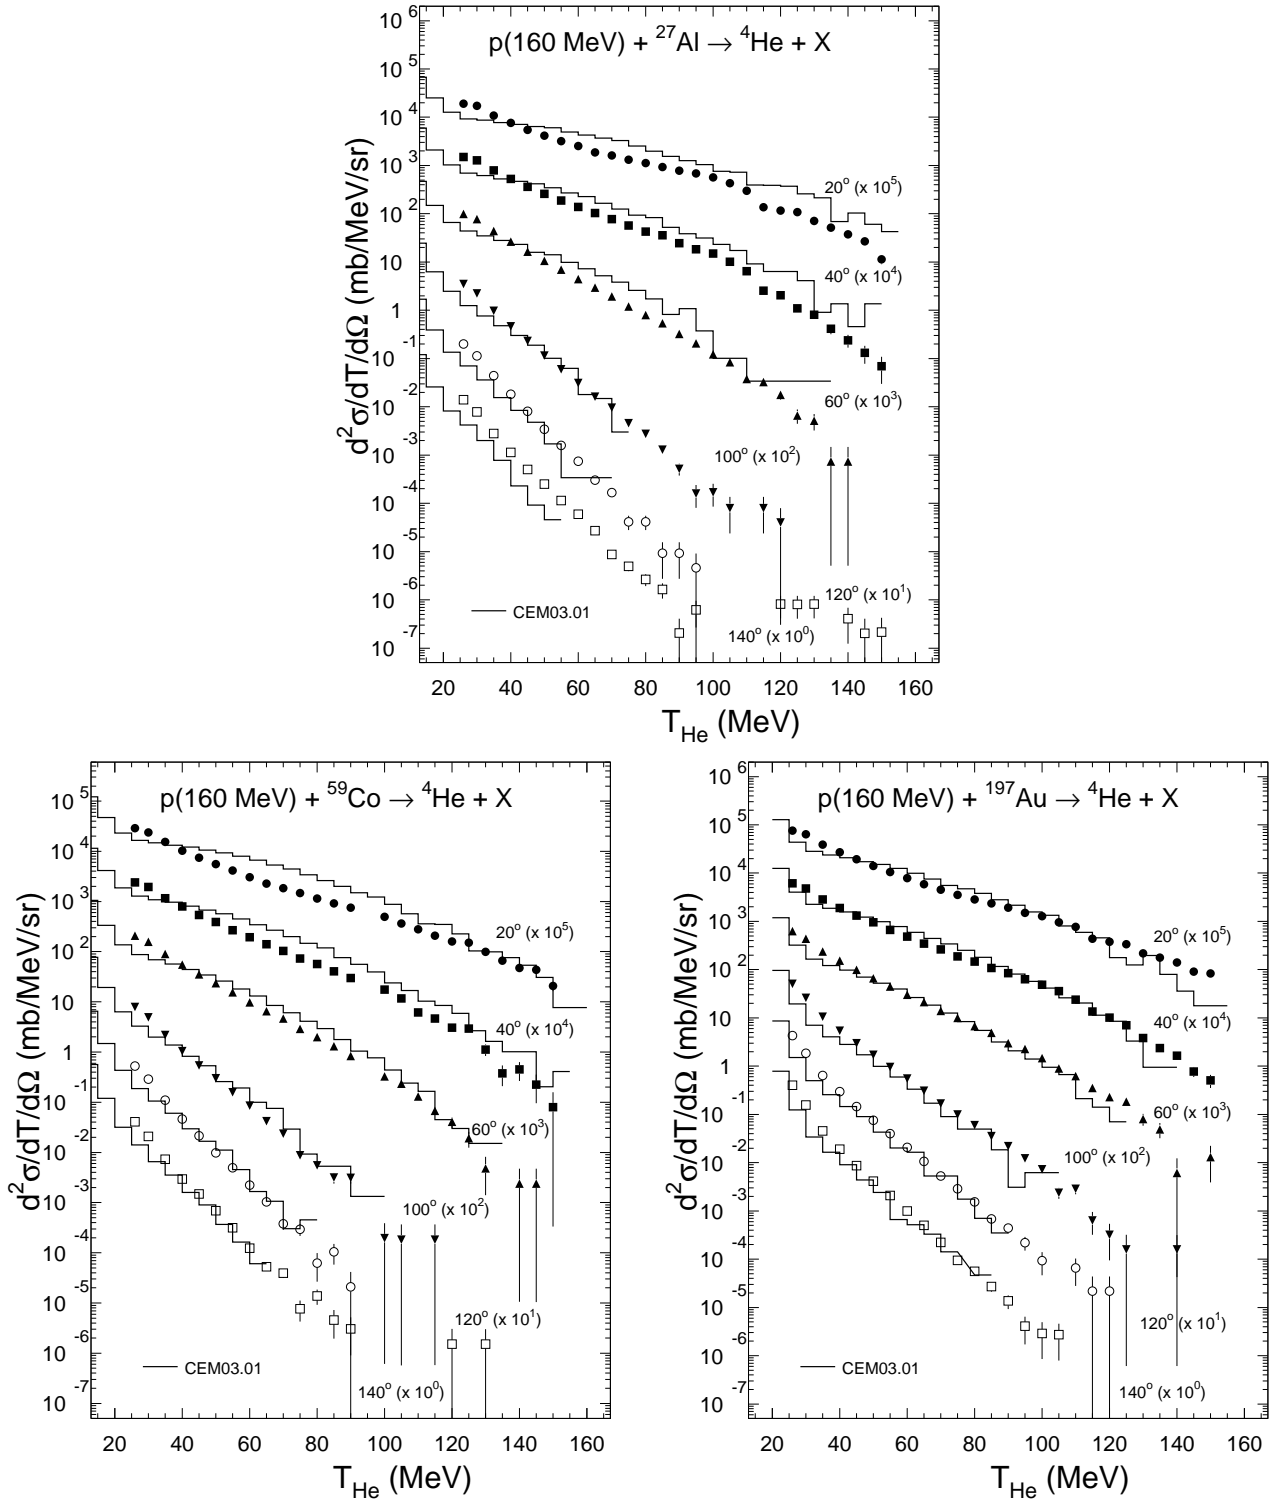 p(160 MeV) + ²⁷Al → ⁴He + X
d²σ/dT/dΩ (mb/MeV/sr)
10⁶
10⁵
10⁴
10³
10²
10
1
10⁻¹
10⁻²
10⁻³
10⁻⁴
10⁻⁵
10⁻⁶
10⁻⁷
20° (x 10⁵)
40° (x 10⁴)
60° (x 10³)
100° (x 10²)
120° (x 10¹)
140° (x 10⁰)
CEM03.01
20 40 60 80 100 120 140 160
T_He (MeV)
p(160 MeV) + ⁵⁹Co → ⁴He + X
d²σ/dT/dΩ (mb/MeV/sr)
10⁵
10⁴
10³
10²
10
1
10⁻¹
10⁻²
10⁻³
10⁻⁴
10⁻⁵
10⁻⁶
10⁻⁷
20° (x 10⁵)
40° (x 10⁴)
60° (x 10³)
100° (x 10²)
120° (x 10¹)
140° (x 10⁰)
CEM03.01
20 40 60 80 100 120 140 160
T_He (MeV)
p(160 MeV) + ¹⁹⁷Au → ⁴He + X
d²σ/dT/dΩ (mb/MeV/sr)
10⁶
10⁵
10⁴
10³
10²
10
1
10⁻¹
10⁻²
10⁻³
10⁻⁴
10⁻⁵
10⁻⁶
10⁻⁷
20° (x 10⁵)
40° (x 10⁴)
60° (x 10³)
100° (x 10²)
120° (x 10¹)
140° (x 10⁰)
CEM03.01
20 40 60 80 100 120 140 160
T_He (MeV)